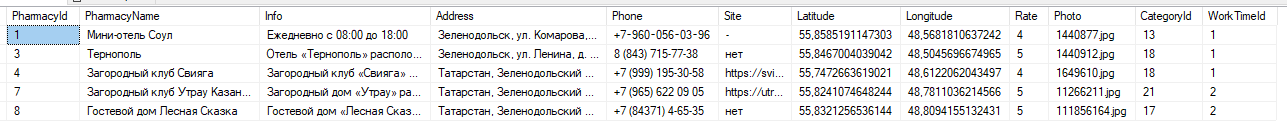 PharmacyId PharmacyName Info Address Phone Site Latitude Longitude Rate Photo CategoryId WorkTimeId
1 Мини-отель Соул Ежедневно с 08:00 до 18:00 Зеленодольск, ул. Комарова,... +7-960-056-03-96 - 55,8585191147303 48,5681810637242 4 1440877.jpg 13 1
3 Тернополь Отель «Тернополь» располо... Зеленодольск, ул. Ленина, д. ... 8 (843) 715-77-38 нет 55,8467004039042 48,5045696674965 5 1440912.jpg 18 1
4 Загородный клуб Свияга Загородный клуб «Свияга» ... Татарстан, Зеленодольский ... +7 (999) 195-30-58 https://svi... 55,7472663619021 48,6122062043497 4 1649610.jpg 18 1
7 Загородный клуб Утрау Казан... Загородный дом «Утрау» ра... Татарстан, Зеленодольский ... +7 (965) 622 09 05 https://utr... 55,8241074648244 48,7811036214566 5 11266211.jpg 21 2
8 Гостевой дом Лесная Сказка Гостевой дом «Лесная Сказ... Татарстан, Зеленодольский ... +7 (84371) 4-65-35 нет 55,8321256536144 48,8094155132431 5 111856164.jpg 17 2